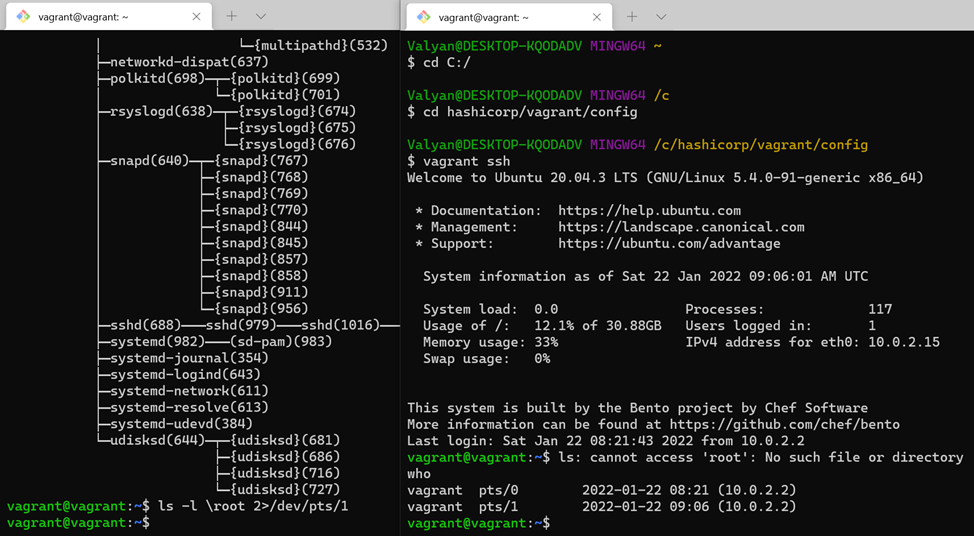 vagrant@vagrant: ~
│ └─{multipathd}(532)
├─networkd-dispat(637)
├─polkitd(698)─┬─{polkitd}(699)
│ └─{polkitd}(701)
├─rsyslogd(638)─┬─{rsyslogd}(674)
│ ├─{rsyslogd}(675)
│ └─{rsyslogd}(676)
├─snapd(640)─┬─{snapd}(767)
│ ├─{snapd}(768)
│ ├─{snapd}(769)
│ ├─{snapd}(770)
│ ├─{snapd}(844)
│ ├─{snapd}(845)
│ ├─{snapd}(857)
│ ├─{snapd}(858)
│ ├─{snapd}(911)
│ └─{snapd}(956)
├─sshd(688)───sshd(979)───sshd(1016)─
├─systemd(982)───(sd-pam)(983)
├─systemd-journal(354)
├─systemd-logind(643)
├─systemd-network(611)
├─systemd-resolve(613)
├─systemd-udevd(384)
└─udisksd(644)─┬─{udisksd}(681)
├─{udisksd}(686)
├─{udisksd}(716)
└─{udisksd}(727)
vagrant@vagrant:~$ ls -l \root 2>/dev/pts/1
vagrant@vagrant:~$
vagrant@vagrant: ~
Valyan@DESKTOP-KQODADV MINGW64 ~
$ cd C:/
Valyan@DESKTOP-KQODADV MINGW64 /c
$ cd hashicorp/vagrant/config
Valyan@DESKTOP-KQODADV MINGW64 /c/hashicorp/vagrant/config
$ vagrant ssh
Welcome to Ubuntu 20.04.3 LTS (GNU/Linux 5.4.0-91-generic x86_64)
* Documentation: https://help.ubuntu.com
* Management: https://landscape.canonical.com
* Support: https://ubuntu.com/advantage
System information as of Sat 22 Jan 2022 09:06:01 AM UTC
System load: 0.0 Processes: 117
Usage of /: 12.1% of 30.88GB Users logged in: 1
Memory usage: 33% IPv4 address for eth0: 10.0.2.15
Swap usage: 0%
This system is built by the Bento project by Chef Software
More information can be found at https://github.com/chef/bento
Last login: Sat Jan 22 08:21:43 2022 from 10.0.2.2
vagrant@vagrant:~$ ls: cannot access 'root': No such file or directory
who
vagrant pts/0 2022-01-22 08:21 (10.0.2.2)
vagrant pts/1 2022-01-22 09:06 (10.0.2.2)
vagrant@vagrant:~$